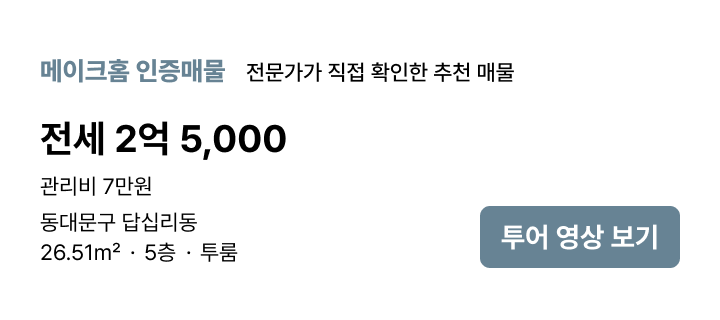 메이크홈 인증매물 전문가가 직접 확인한 추천 매물
전세 2억 5,000
관리비 7만원
동대문구 답십리동
26.51m² · 5층 · 투룸
투어 영상 보기